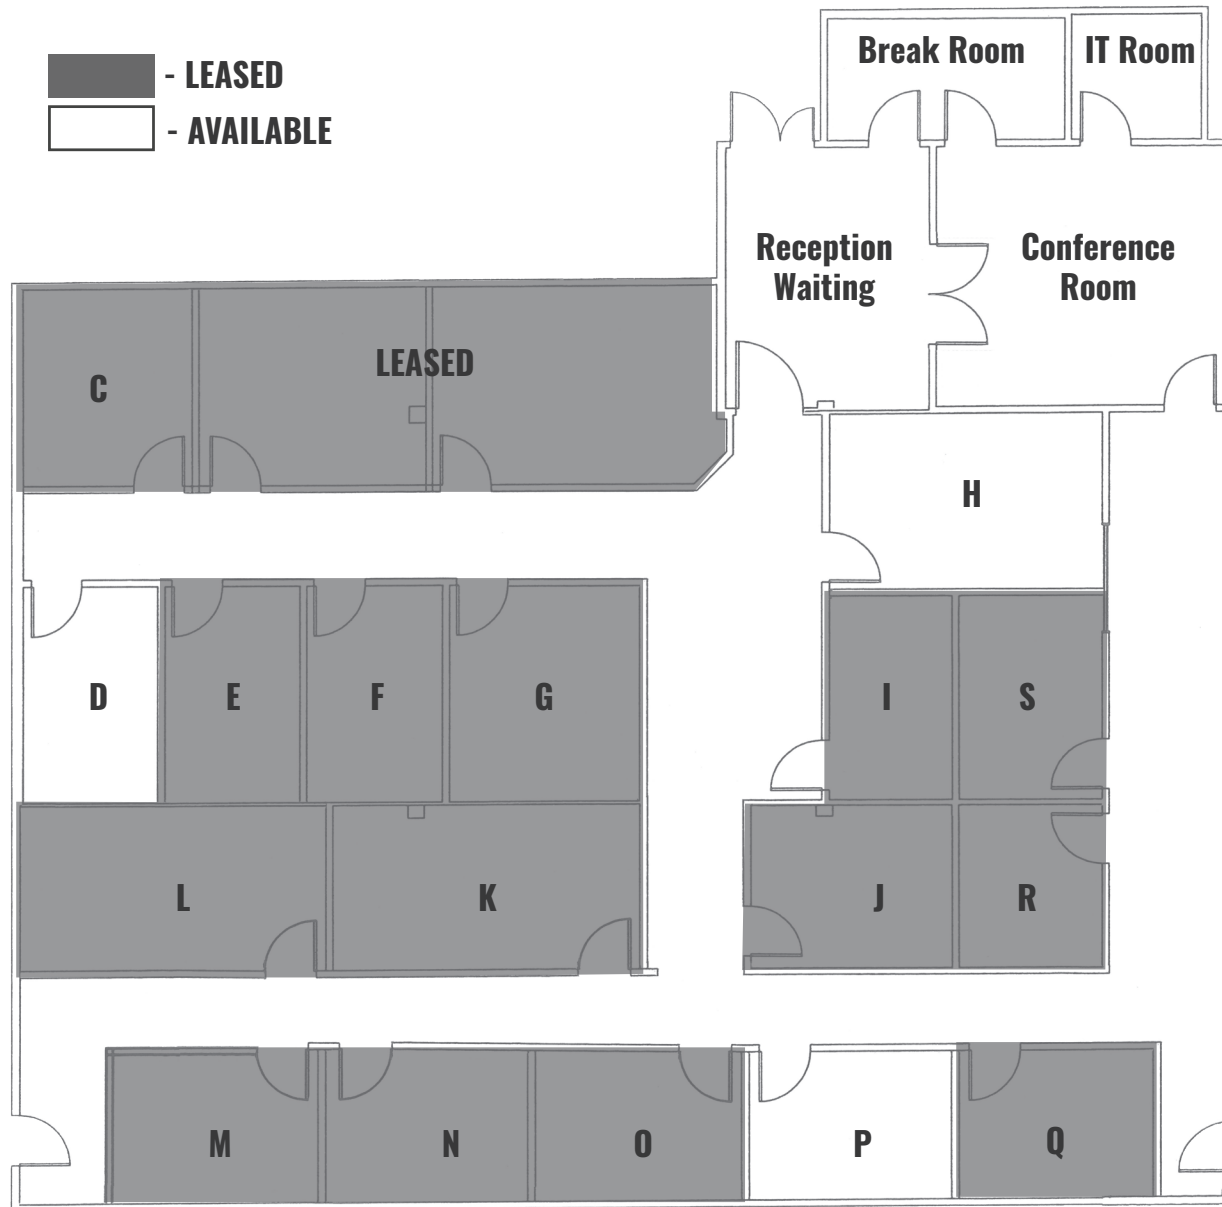 - LEASED
- AVAILABLE
Break Room
IT Room
Reception
Waiting
Conference
Room
C
LEASED
H
D
E
F
G
I
S
L
K
J
R
M
N
O
P
Q